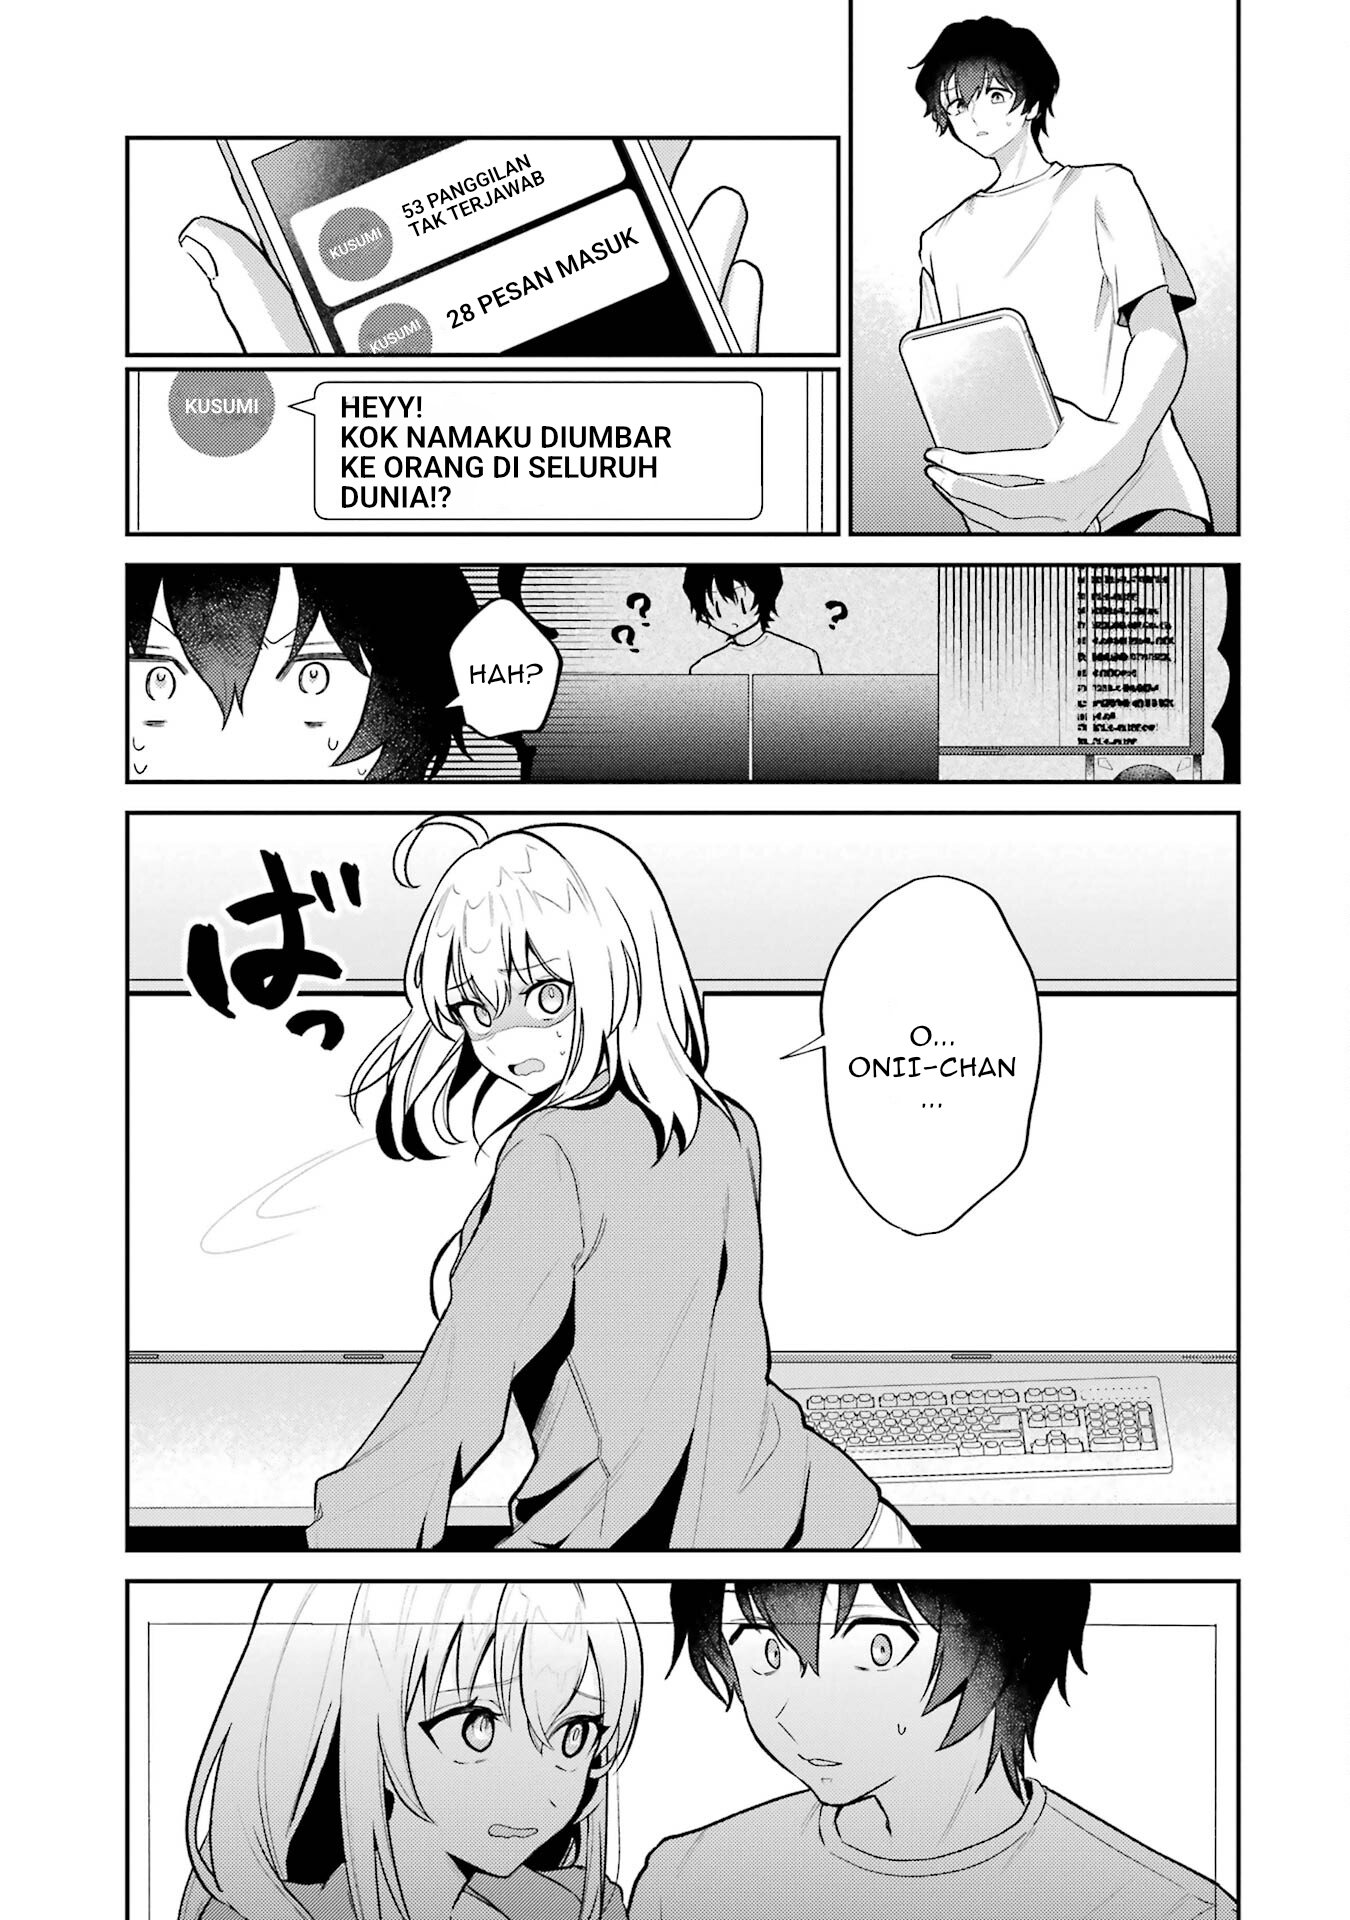 53 PANGGILAN
TAK TERJAWAB
KUSUMI
28 PESAN MASUK
KUSUMI
KUSUMI
HEYY!
KOK NAMAKU DIUMBAR
KE ORANG DI SELURUH
DUNIA!?
?
?
?
?
HAH?
ばっ
O...
ONII-CHAN
...